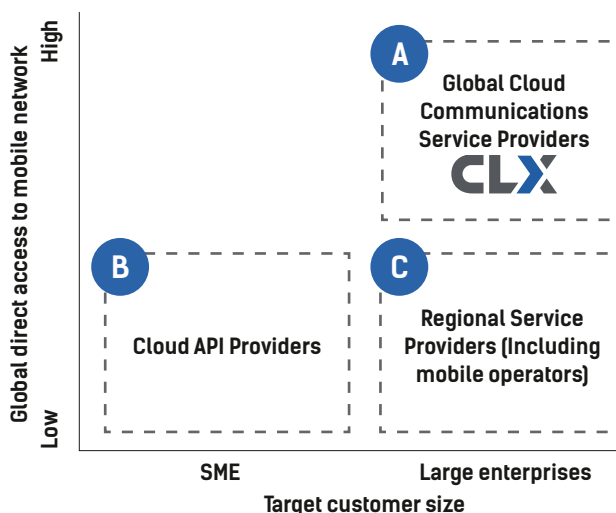 Global direct access to mobile network
High
Low
A
Global Cloud
Communications
Service Providers
CLX
B
Cloud API Providers
C
Regional Service
Providers (Including
mobile operators)
SME
Large enterprises
Target customer size